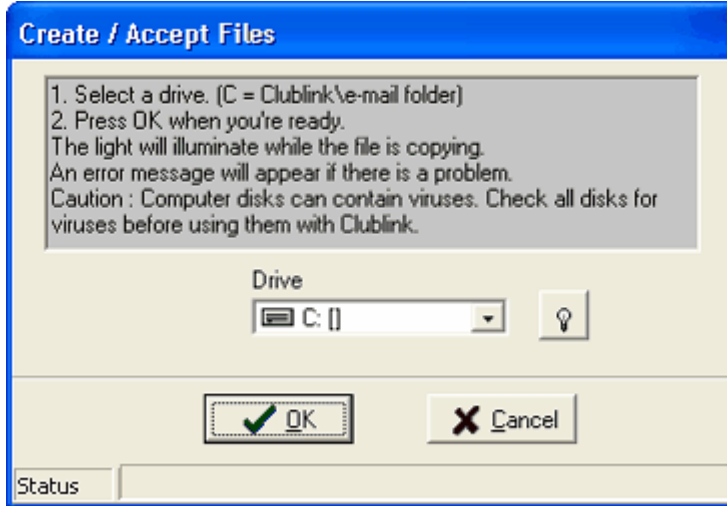 Create / Accept Files
1. Select a drive. (C = Clublink\e-mail folder)
2. Press OK when you're ready.
The light will illuminate while the file is copying.
An error message will appear if there is a problem.
Caution : Computer disks can contain viruses. Check all disks for
viruses before using them with Clublink.
Drive
C: []
OK
Cancel
Status